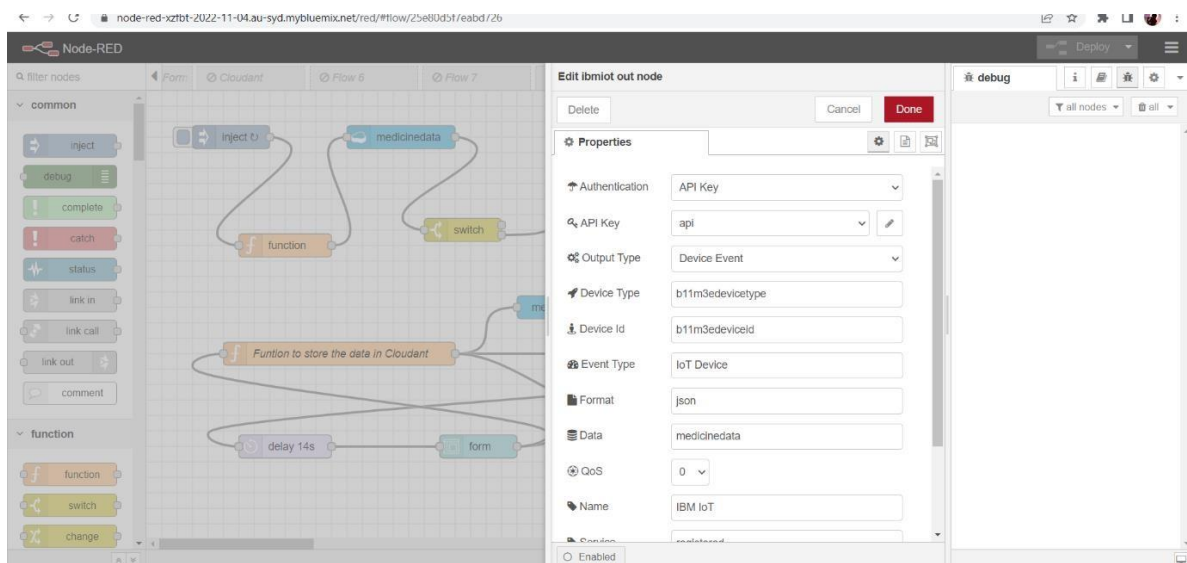 node-red-xzfbt-2022-11-04.au-syd.mybluemix.net/red/#flow/25e80d5f7eabd726
Node-RED
Deploy
filter nodes
Form
Cloudant
Flow 6
Flow 7
Edit ibmiot out node
debug
i
common
Delete
Cancel
Done
all nodes
all
inject
inject
medicinedata
Properties
debug
Authentication
API Key
complete
API Key
api
catch
switch
function
Output Type
Device Event
status
Device Type
b11m3edevicetype
link in
me
Device Id
b11m3edeviceid
link call
Funtion to store the data in Cloudant
link out
Event Type
IoT Device
comment
Format
json
function
Data
medicinedata
delay 14s
form
function
QoS
0
switch
Name
IBM IoT
change
Service
registered
Enabled